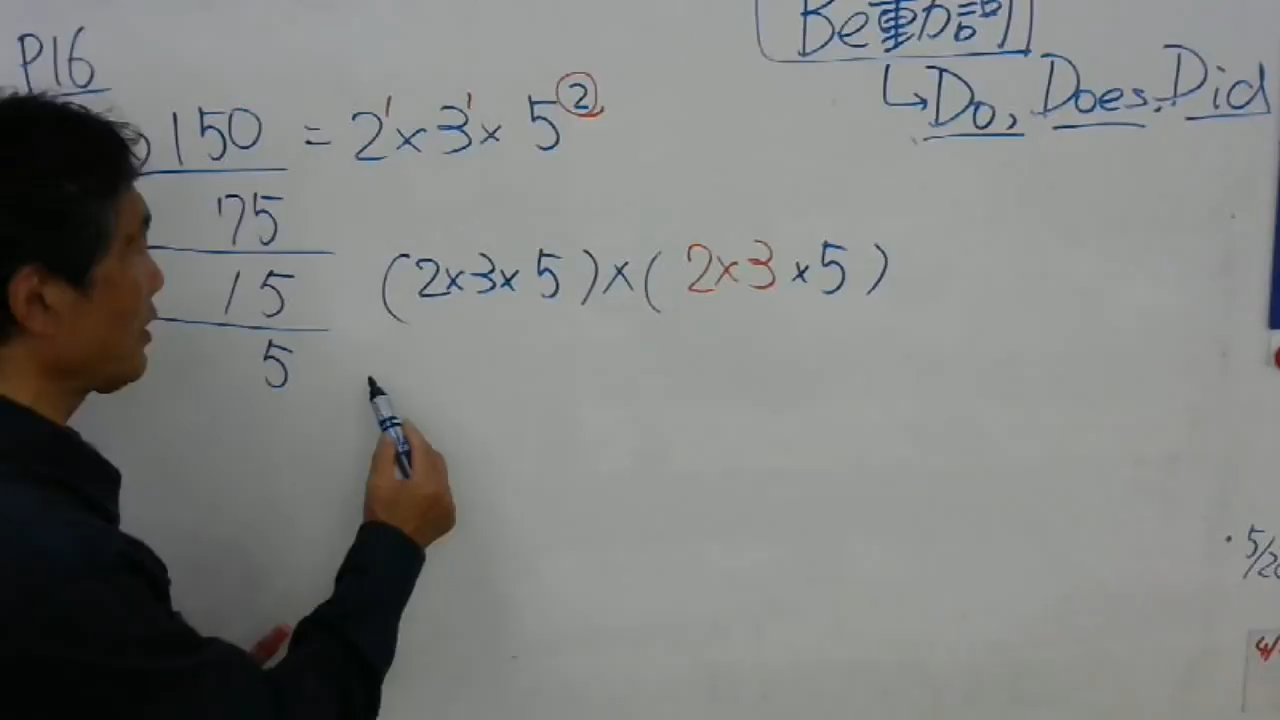 P16
Be動詞
↳Do, Does, Did
150 = 2¹×3¹×5²
75
15
5
(2×3×5)×(2×3×5)